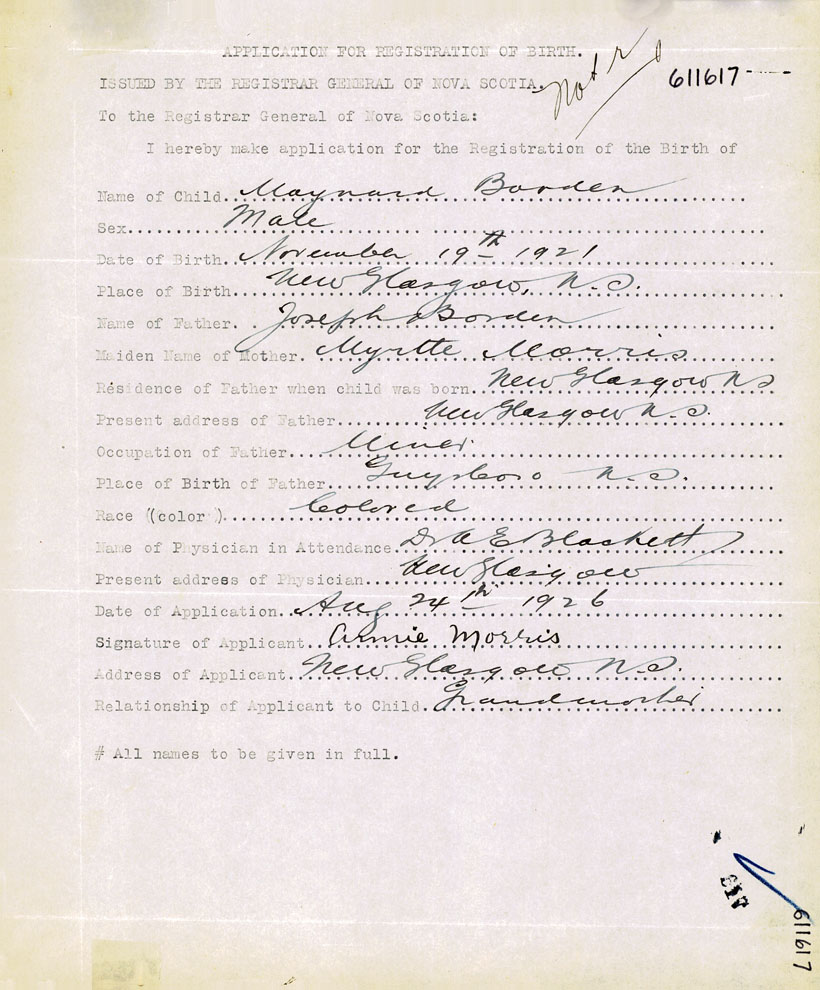 APPLICATION FOR REGISTRATION OF BIRTH.
ISSUED BY THE REGISTRAR GENERAL OF NOVA SCOTIA. Not r 611617
To the Registrar General of Nova Scotia:
I hereby make application for the Registration of the Birth of
Name of Child. Maynard Borden
Sex. Male
Date of Birth. November 19th 1921
Place of Birth. New Glasgow, N.S.
Name of Father. Joseph Borden
Maiden Name of Mother. Myrtle Morris
Residence of Father when child was born. New Glasgow NS
Present address of Father. New Glasgow N.S.
Occupation of Father. Miner
Place of Birth of Father. Guysboro N.S.
Race (color). Colored
Name of Physician in Attendance. Dr A E Blackett
Present address of Physician. New Glasgow
Date of Application. Aug 24th 1926
Signature of Applicant. Annie Morris
Address of Applicant. New Glasgow N.S.
Relationship of Applicant to Child. Grandmother
# All names to be given in full.
617
611617